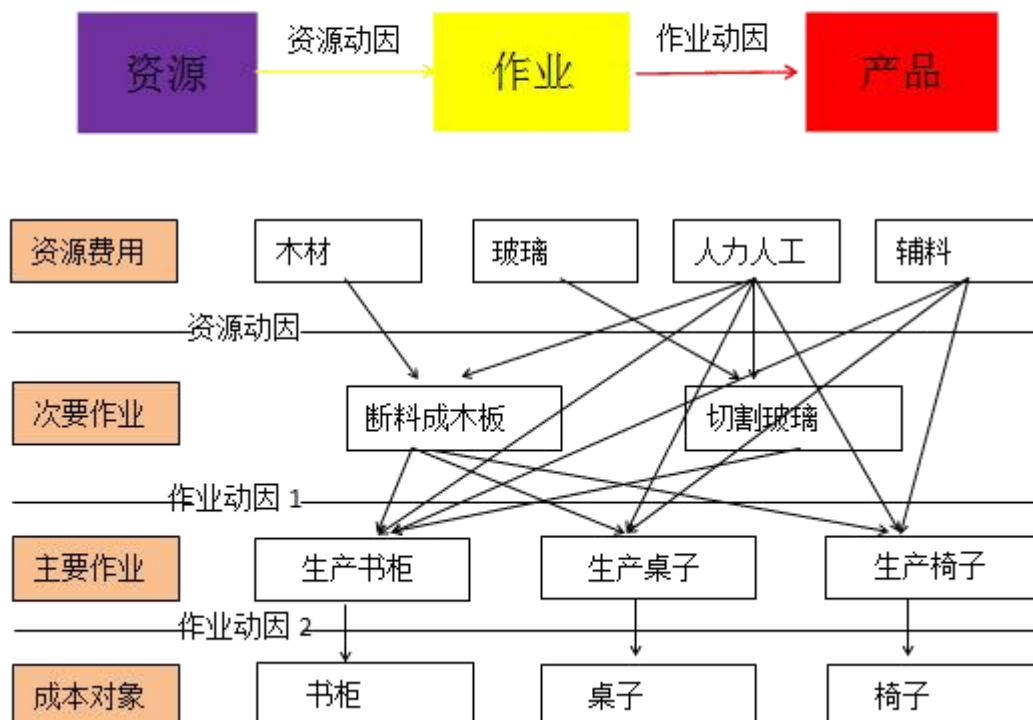 资源动因
作业动因
资源
作业
产品
资源费用
木材
玻璃
人力人工
辅料
资源动因
次要作业
断料成木板
切割玻璃
作业动因 1
主要作业
生产书柜
生产桌子
生产椅子
作业动因 2
成本对象
书柜
桌子
椅子